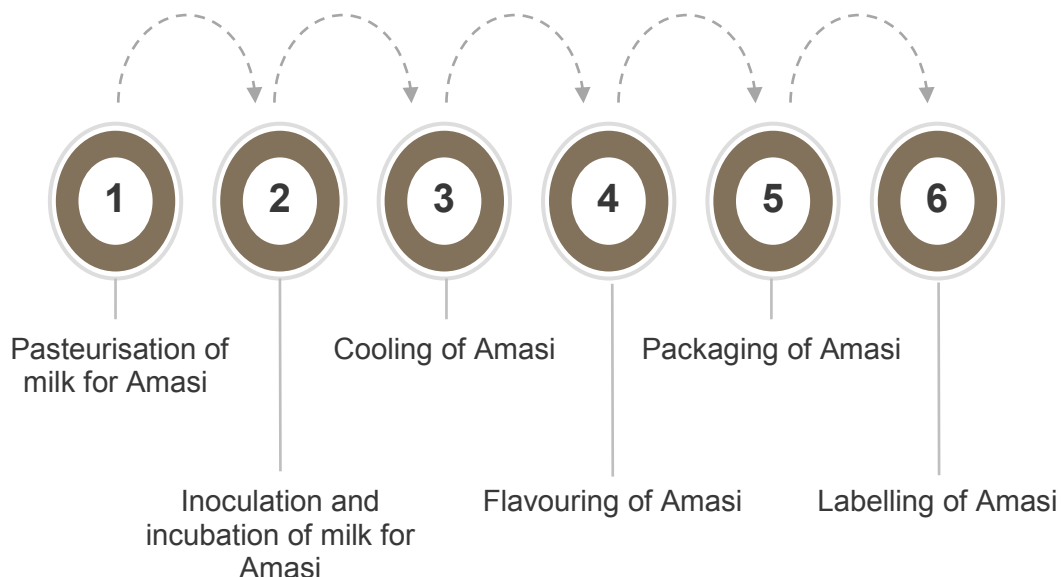 1
2
3
4
5
6
Pasteurisation of
milk for Amasi
Cooling of Amasi
Packaging of Amasi
Inoculation and
incubation of milk for
Amasi
Flavouring of Amasi
Labelling of Amasi